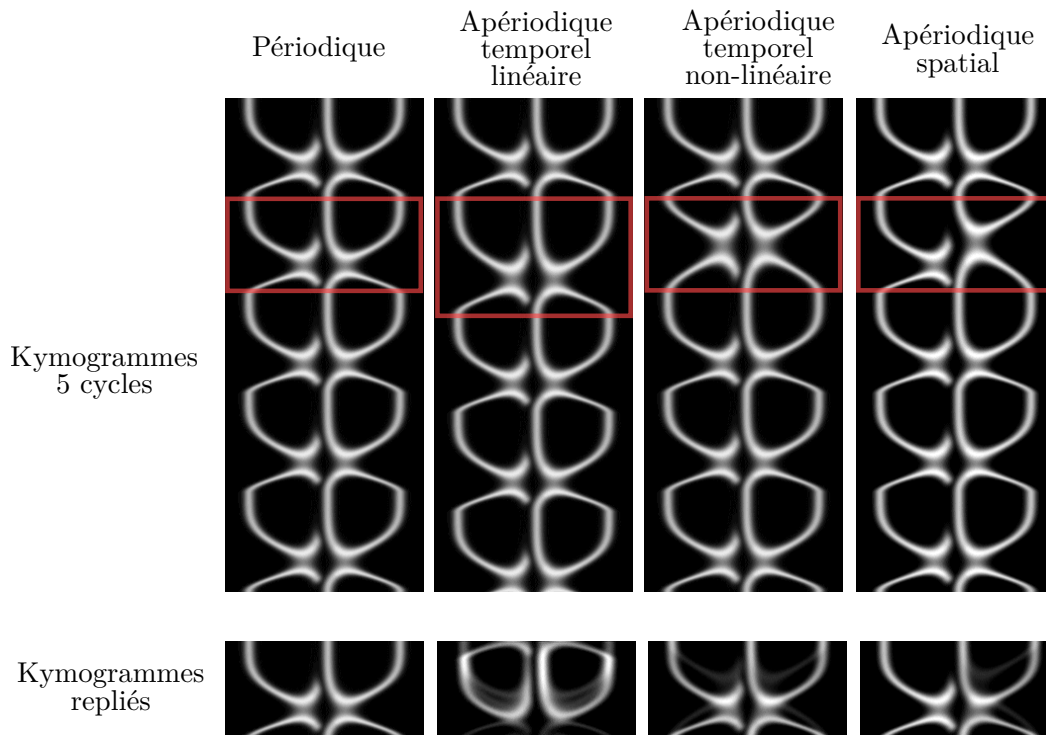 Périodique
Apériodique
temporel
linéaire
Apériodique
temporel
non-linéaire
Apériodique
spatial
Kymogrammes
5 cycles
Kymogrammes
repliés